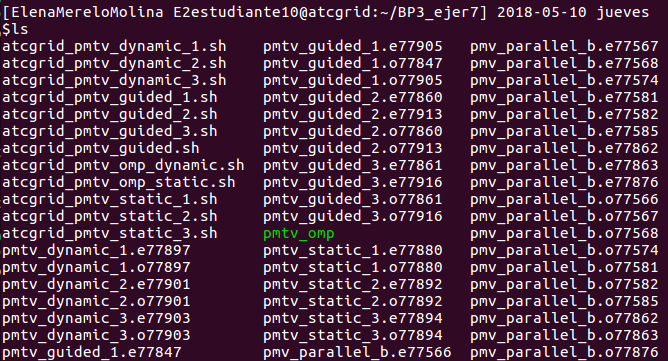 [ElenaMereloMolina E2estudiante10@atcgrid:~/BP3_ejer7] 2018-05-10 jueves
$ls
atcgrid_pmtv_dynamic_1.sh pmtv_guided_1.e77905 pmv_parallel_b.e77567
atcgrid_pmtv_dynamic_2.sh pmtv_guided_1.o77847 pmv_parallel_b.e77568
atcgrid_pmtv_dynamic_3.sh pmtv_guided_1.o77905 pmv_parallel_b.e77574
atcgrid_pmtv_guided_1.sh pmtv_guided_2.e77860 pmv_parallel_b.e77581
atcgrid_pmtv_guided_2.sh pmtv_guided_2.e77913 pmv_parallel_b.e77582
atcgrid_pmtv_guided_3.sh pmtv_guided_2.o77860 pmv_parallel_b.e77585
atcgrid_pmtv_guided.sh pmtv_guided_2.o77913 pmv_parallel_b.e77862
atcgrid_pmtv_omp_dynamic.sh pmtv_guided_3.e77861 pmv_parallel_b.e77863
atcgrid_pmtv_omp_static.sh pmtv_guided_3.e77916 pmv_parallel_b.e77876
atcgrid_pmtv_static_1.sh pmtv_guided_3.o77861 pmv_parallel_b.o77566
atcgrid_pmtv_static_2.sh pmtv_guided_3.o77916 pmv_parallel_b.o77567
atcgrid_pmtv_static_3.sh pmtv_omp pmv_parallel_b.o77568
pmtv_dynamic_1.e77897 pmtv_static_1.e77880 pmv_parallel_b.o77574
pmtv_dynamic_1.o77897 pmtv_static_1.o77880 pmv_parallel_b.o77581
pmtv_dynamic_2.e77901 pmtv_static_2.e77892 pmv_parallel_b.o77582
pmtv_dynamic_2.o77901 pmtv_static_2.o77892 pmv_parallel_b.o77585
pmtv_dynamic_3.e77903 pmtv_static_3.e77894 pmv_parallel_b.o77862
pmtv_dynamic_3.o77903 pmtv_static_3.o77894 pmv_parallel_b.o77863
pmtv_guided_1.e77847 pmv_parallel_b.e77566 pmv_parallel_b.o77876